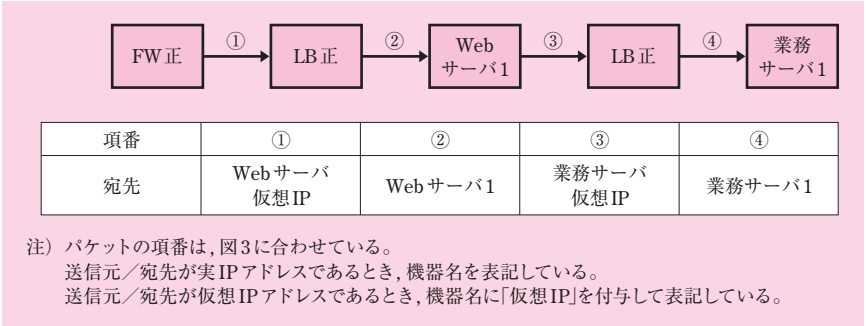 ① ② ③ ④
FW正 LB正 Web LB正 業務
サーバ1 サーバ1
項番 ① ② ③ ④
宛先 Webサーバ Webサーバ1 業務サーバ 業務サーバ1
仮想IP 仮想IP
注) パケットの項番は,図3に合わせている。
送信元/宛先が実IPアドレスであるとき,機器名を表記している。
送信元/宛先が仮想IPアドレスであるとき,機器名に「仮想IP」を付与して表記している。